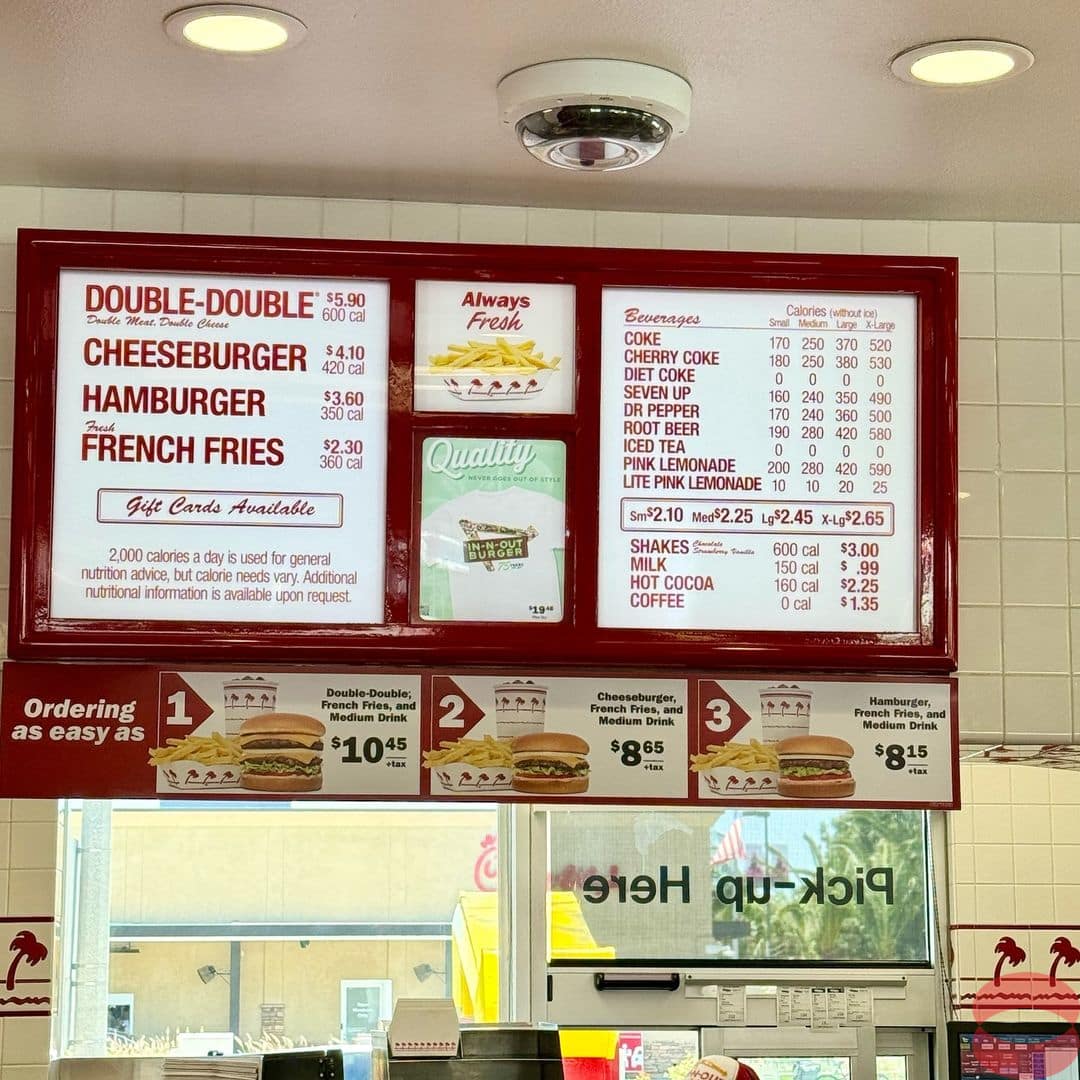 DOUBLE-DOUBLE® $5.90
Double Meat, Double Cheese 600 cal
CHEESEBURGER $4.10
420 cal
HAMBURGER $3.60
350 cal
Fresh
FRENCH FRIES $2.30
360 cal
Gift Cards Available
2,000 calories a day is used for general
nutrition advice, but calorie needs vary. Additional
nutritional information is available upon request.
Always
Fresh
Quality
NEVER GOES OUT OF STYLE
IN-N-OUT
BURGER
75 YEARS
$19.48
Beverages Calories (without ice)
Small Medium Large X-Large
COKE 170 250 370 520
CHERRY COKE 180 250 380 530
DIET COKE 0 0 0 0
SEVEN UP 160 240 350 490
DR PEPPER 170 240 360 500
ROOT BEER 190 280 420 580
ICED TEA 0 0 0 0
PINK LEMONADE 200 280 420 590
LITE PINK LEMONADE 10 10 20 25
Sm$2.10 Med$2.25 Lg$2.45 X-Lg$2.65
SHAKES Chocolate Strawberry Vanilla 600 cal $3.00
MILK 150 cal $ .99
HOT COCOA 160 cal $2.25
COFFEE 0 cal $1.35
Ordering
as easy as
1
Double-Double,
French Fries, and
Medium Drink
$10 45
+tax
2
Cheeseburger,
French Fries, and
Medium Drink
$8 65
+tax
3
Hamburger,
French Fries, and
Medium Drink
$8 15
+tax
Pick-up Here